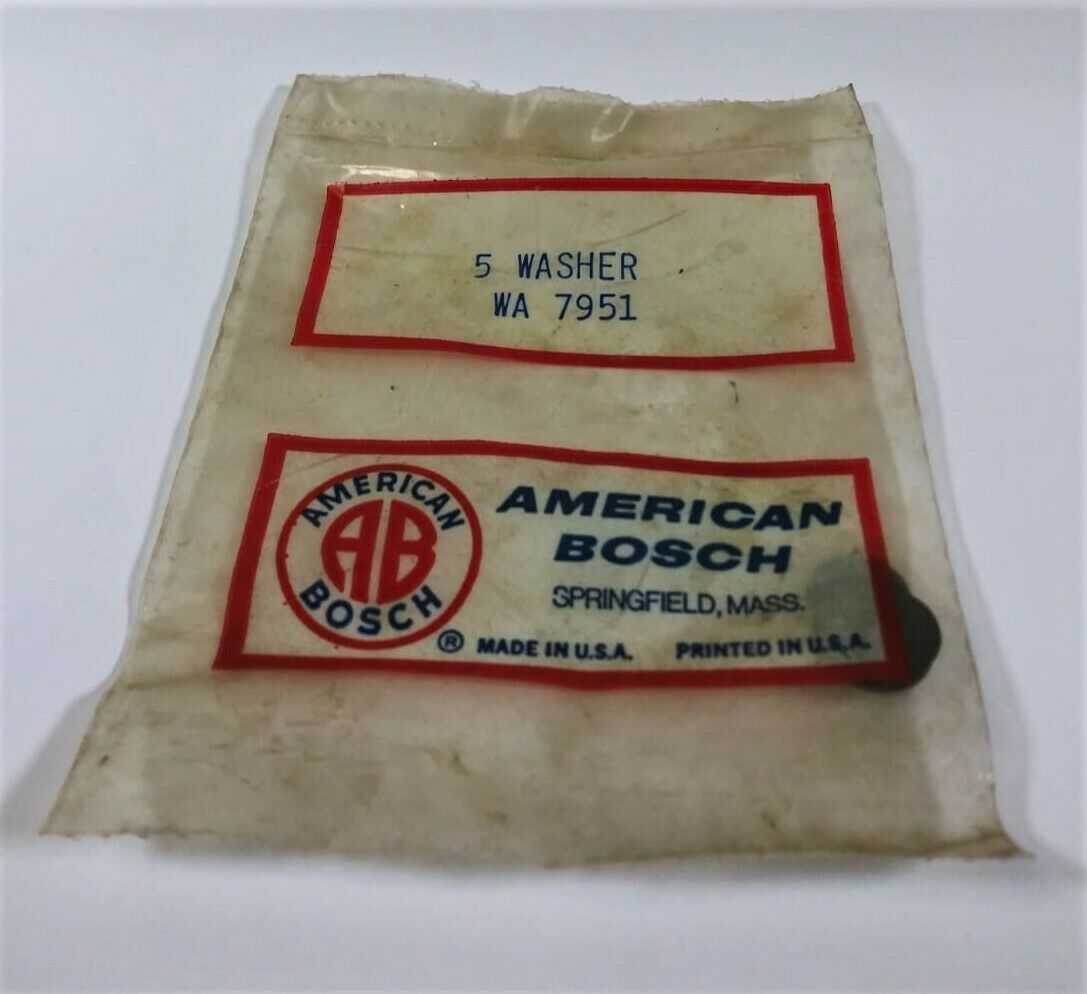 5 WASHER
WA 7951
AMERICAN
AB
BOSCH
AMERICAN
BOSCH
SPRINGFIELD, MASS.
® MADE IN U.S.A. PRINTED IN U.S.A.